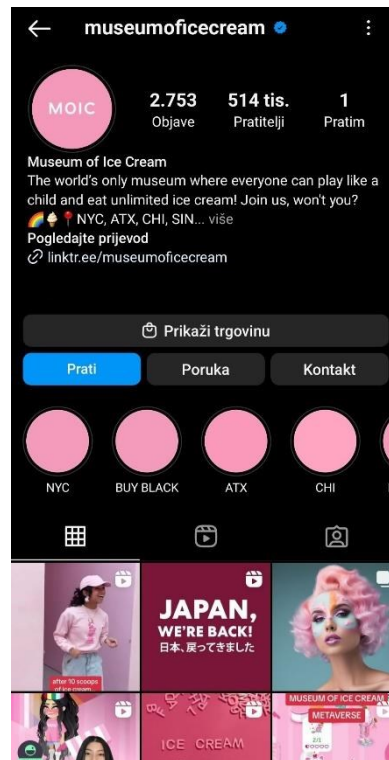 museumoficecream
MOIC
2.753 514 tis. 1
Objave Pratitelji Pratim
Museum of Ice Cream
The world's only museum where everyone can play like a
child and eat unlimited ice cream! Join us, won't you?
🌈🍦📍 NYC, ATX, CHI, SIN... više
Pogledajte prijevod
linktr.ee/museumoficecream
Prikaži trgovinu
Prati Poruka Kontakt
NYC BUY BLACK ATX CHI
after 10 scoops
of ice cream
JAPAN,
WE'RE BACK!
日本、戻ってきました
ICE CREAM
MUSEUM OF ICE CREAM
METAVERSE
2/1